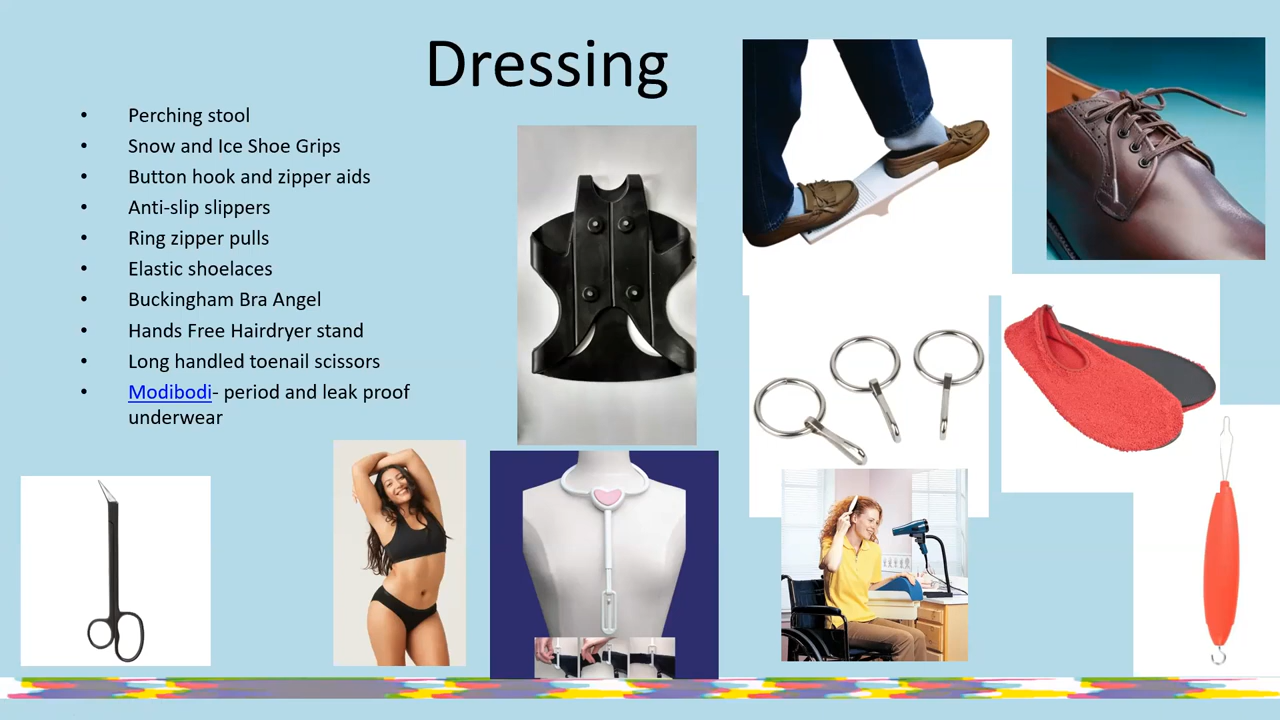 Dressing
• Perching stool
• Snow and Ice Shoe Grips
• Button hook and zipper aids
• Anti-slip slippers
• Ring zipper pulls
• Elastic shoelaces
• Buckingham Bra Angel
• Hands Free Hairdryer stand
• Long handled toenail scissors
• Modibodi- period and leak proof
underwear